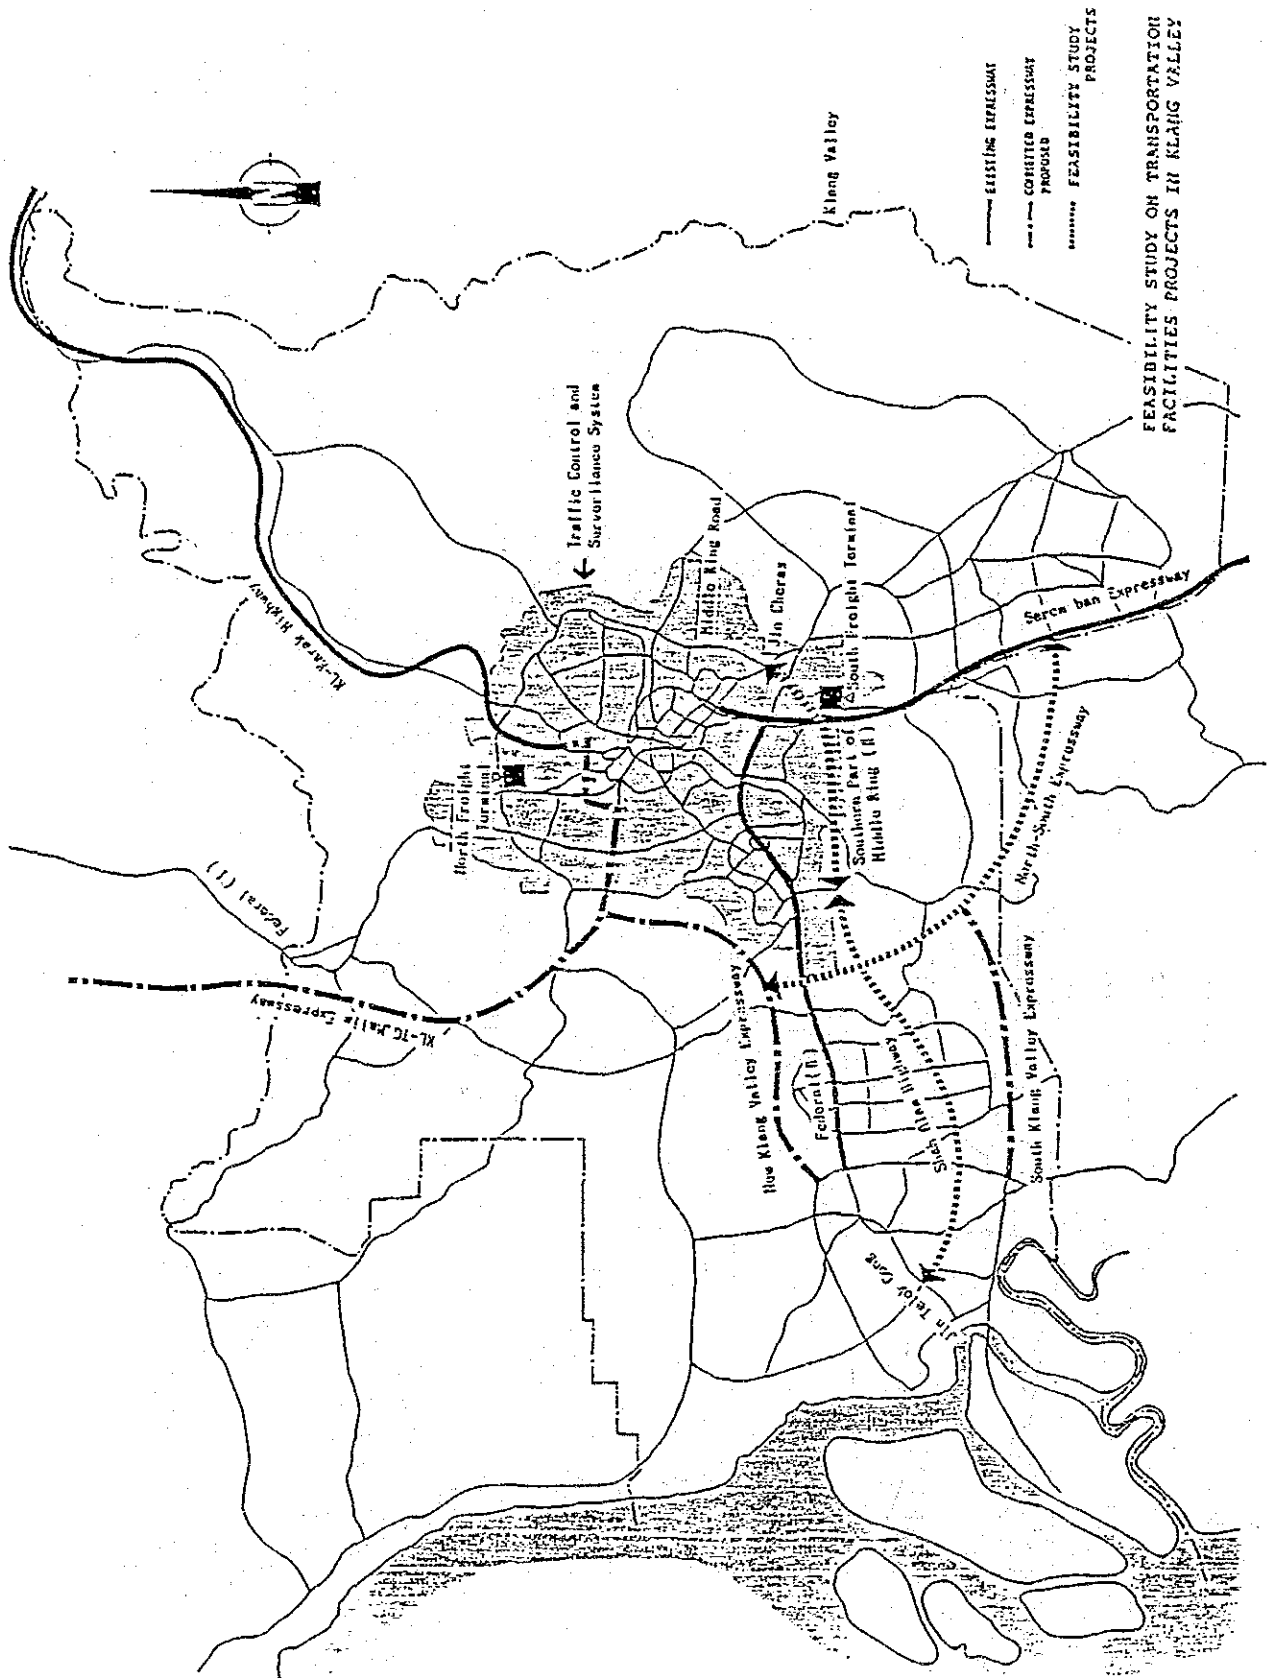 FEASIBILITY STUDY ON TRANSPORTATION
FACILITIES PROJECTS IN KLANG VALLEY
EXISTING EXPRESSWAY
COMMITTED EXPRESSWAY
PROPOSED
FEASIBILITY STUDY
PROJECTS
Klang Valley
KL-Karak Highway
Traffic Control and
Survarilance System
Middle Ring Road
Jln Cheras
South Freight Terminal
Seremban Expressway
North Freight
Terminal
Southern Part of
Middle Ring (II)
North-South Expressway
Federal (I)
KL-TG.Malim Expressway
New Klang Valley Expressway
Federal (II)
Shah Alam Highway
South Klang Valley Expressway
Jln Telok Gong